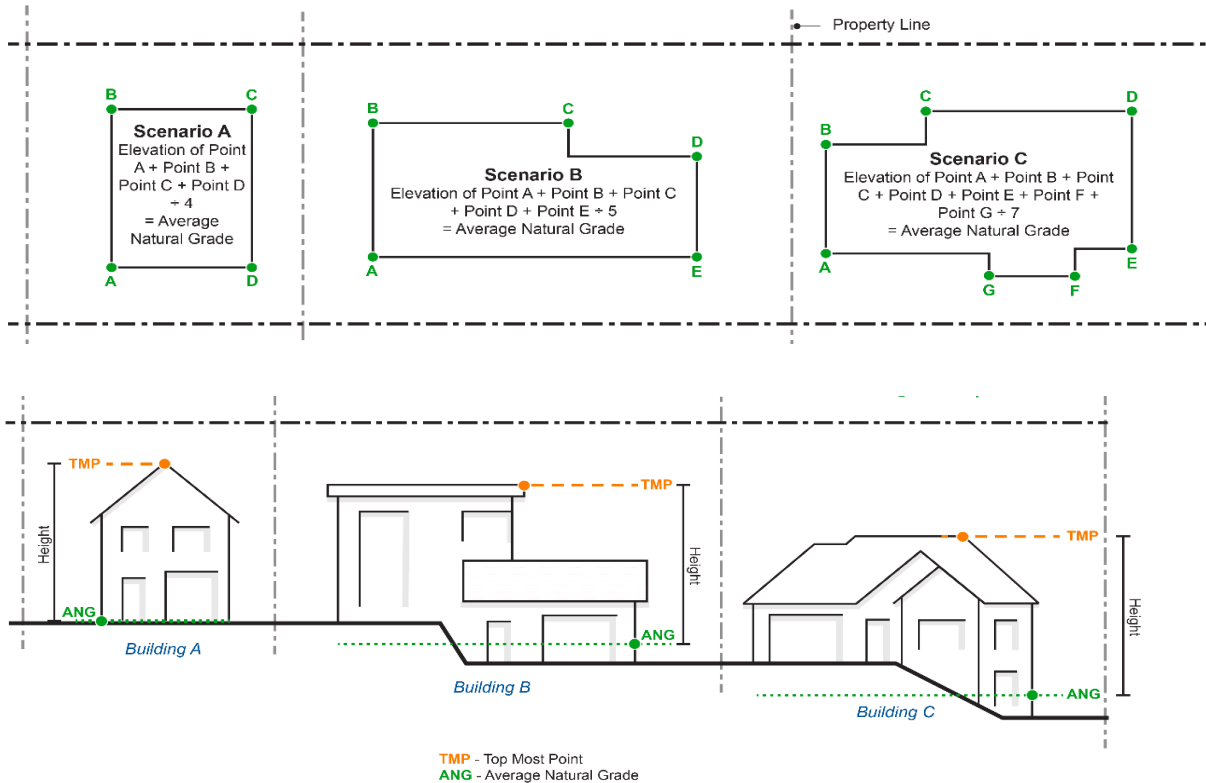 Property Line
B
C
Scenario A
Elevation of Point
A + Point B +
Point C + Point D
÷ 4
= Average
Natural Grade
A
D
B
C
D
Scenario B
Elevation of Point A + Point B + Point C
+ Point D + Point E ÷ 5
= Average Natural Grade
A
E
C
D
B
Scenario C
Elevation of Point A + Point B + Point
C + Point D + Point E + Point F +
Point G ÷ 7
= Average Natural Grade
A
E
G
F
TMP
Height
ANG
Building A
TMP
Height
ANG
Building B
TMP
Height
ANG
Building C
TMP - Top Most Point
ANG - Average Natural Grade